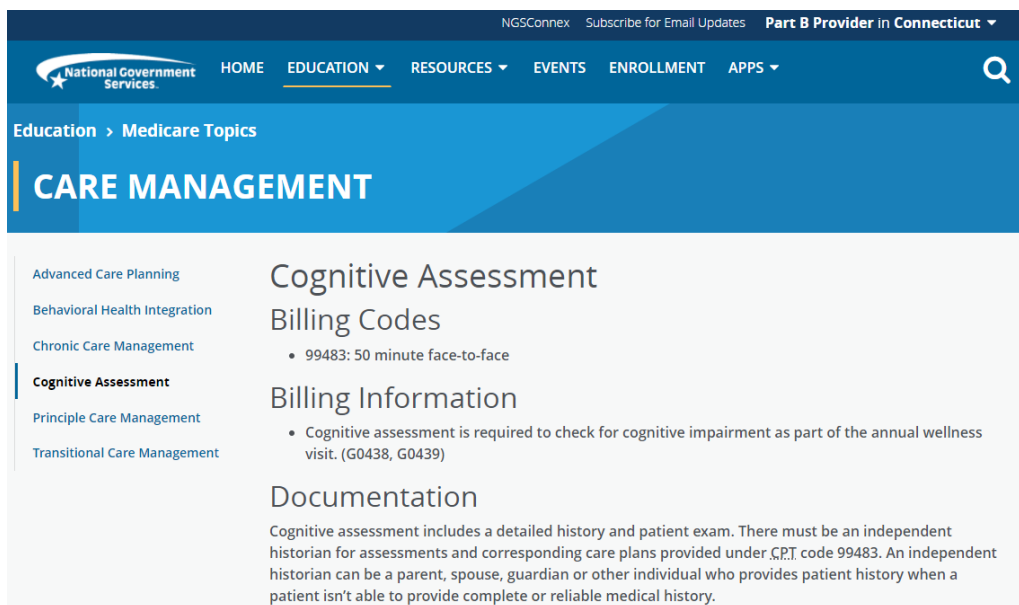 NGSConnex Subscribe for Email Updates Part B Provider in Connecticut
National Government
Services.
HOME EDUCATION RESOURCES EVENTS ENROLLMENT APPS
Education > Medicare Topics
CARE MANAGEMENT
Advanced Care Planning
Behavioral Health Integration
Chronic Care Management
Cognitive Assessment
Principle Care Management
Transitional Care Management
Cognitive Assessment
Billing Codes
• 99483: 50 minute face-to-face
Billing Information
• Cognitive assessment is required to check for cognitive impairment as part of the annual wellness
visit. (G0438, G0439)
Documentation
Cognitive assessment includes a detailed history and patient exam. There must be an independent
historian for assessments and corresponding care plans provided under CPT code 99483. An independent
historian can be a parent, spouse, guardian or other individual who provides patient history when a
patient isn’t able to provide complete or reliable medical history.